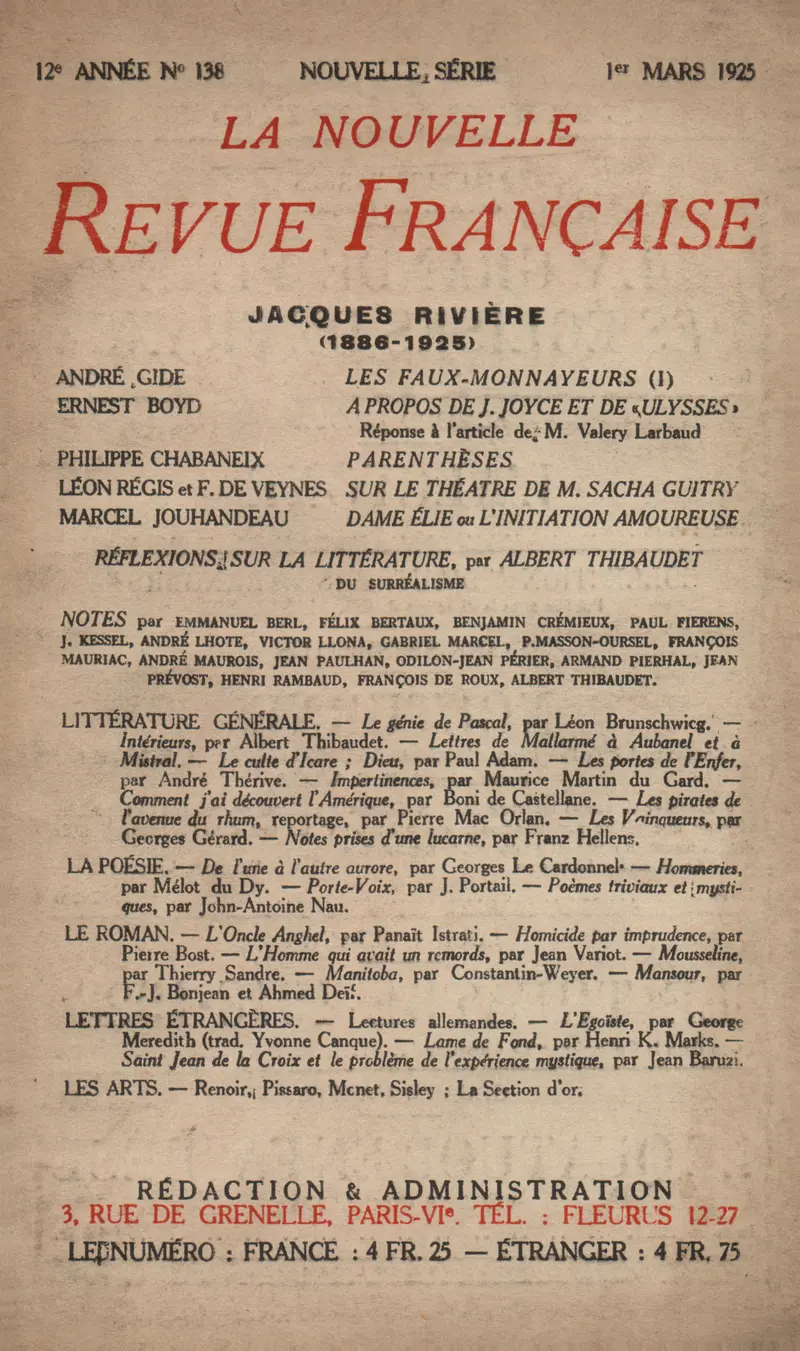 12e ANNÉE No 138 NOUVELLE SÉRIE 1er MARS 1925
LA NOUVELLE
REVUE FRANÇAISE
JACQUES RIVIÈRE
(1886-1925)
ANDRÉ GIDE LES FAUX-MONNAYEURS (I)
ERNEST BOYD A PROPOS DE J. JOYCE ET DE « ULYSSES »
Réponse à l'article de M. Valery Larbaud
PHILIPPE CHABANEIX PARENTHÈSES
LÉON RÉGIS et F. DE VEYNES SUR LE THÉATRE DE M. SACHA GUITRY
MARCEL JOUHANDEAU DAME ÉLIE ou L'INITIATION AMOUREUSE
RÉFLEXIONS SUR LA LITTÉRATURE, par ALBERT THIBAUDET
DU SURRÉALISME
NOTES par EMMANUEL BERL, FÉLIX BERTAUX, BENJAMIN CRÉMIEUX, PAUL FIERENS,
J. KESSEL, ANDRÉ LHOTE, VICTOR LLONA, GABRIEL MARCEL, P. MASSON-OURSEL, FRANÇOIS
MAURIAC, ANDRÉ MAUROIS, JEAN PAULHAN, ODILON-JEAN PÉRIER, ARMAND PIERHAL, JEAN
PRÉVOST, HENRI RAMBAUD, FRANÇOIS DE ROUX, ALBERT THIBAUDET.
LITTÉRATURE GÉNÉRALE. — Le génie de Pascal, par Léon Brunschwicg. —
Intérieurs, par Albert Thibaudet. — Lettres de Mallarmé à Aubanel et à
Mistral. — Le culte d'Icare ; Dieu, par Paul Adam. — Les portes de l'Enfer,
par André Thérive. — Impertinences, par Maurice Martin du Gard. —
Comment j'ai découvert l'Amérique, par Boni de Castellane. — Les pirates de
l'avenue du rhum, reportage, par Pierre Mac Orlan. — Les Vainqueurs, par
Georges Gérard. — Notes prises d'une lucarne, par Franz Hellens.
LA POÉSIE. — De l'une à l'autre aurore, par Georges Le Cardonnel. — Hommeries,
par Mélot du Dy. — Porte-Voix, par J. Portail. — Poèmes triviaux et mysti-
ques, par John-Antoine Nau.
LE ROMAN. — L'Oncle Anghel, par Panaït Istrati. — Homicide par imprudence, par
Pierre Bost. — L'Homme qui avait un remords, par Jean Variot. — Mousseline,
par Thierry Sandre. — Manitoba, par Constantin-Weyer. — Mansour, par
F.-J. Bonjean et Ahmed Deïf.
LETTRES ÉTRANGÈRES. — Lectures allemandes. — L'Egoïste, par George
Meredith (trad. Yvonne Canque). — Lame de Fond, par Henri K. Marks. —
Saint Jean de la Croix et le problème de l'expérience mystique, par Jean Baruzi.
LES ARTS. — Renoir, Pissaro, Monet, Sisley ; La Section d'or.
RÉDACTION & ADMINISTRATION
3, RUE DE GRENELLE, PARIS-VIe. TÉL. : FLEURUS 12-27
LE NUMÉRO : FRANCE : 4 FR. 25 — ÉTRANGER : 4 FR. 75